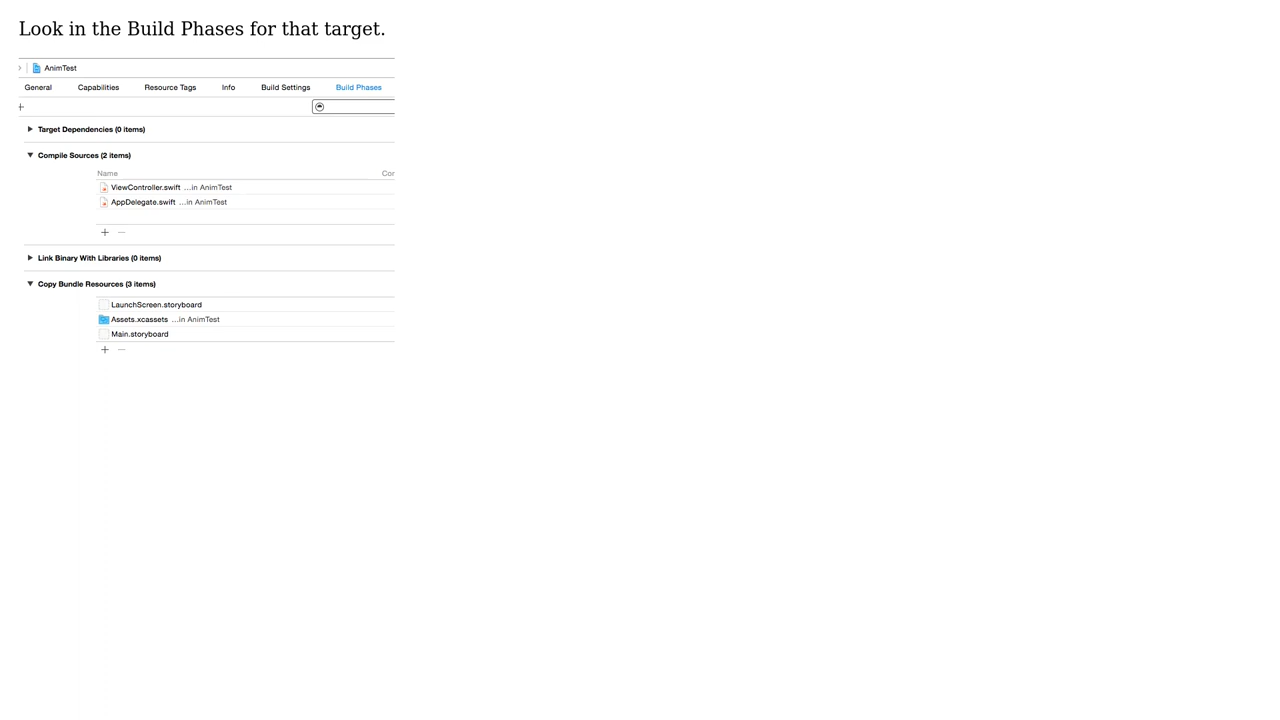 Look in the Build Phases for that target.
AnimTest
General Capabilities Resource Tags Info Build Settings Build Phases
Target Dependencies (0 items)
Compile Sources (2 items)
Name Cor
ViewController.swift ...in AnimTest
AppDelegate.swift ...in AnimTest
Link Binary With Libraries (0 items)
Copy Bundle Resources (3 items)
LaunchScreen.storyboard
Assets.xcassets ...in AnimTest
Main.storyboard